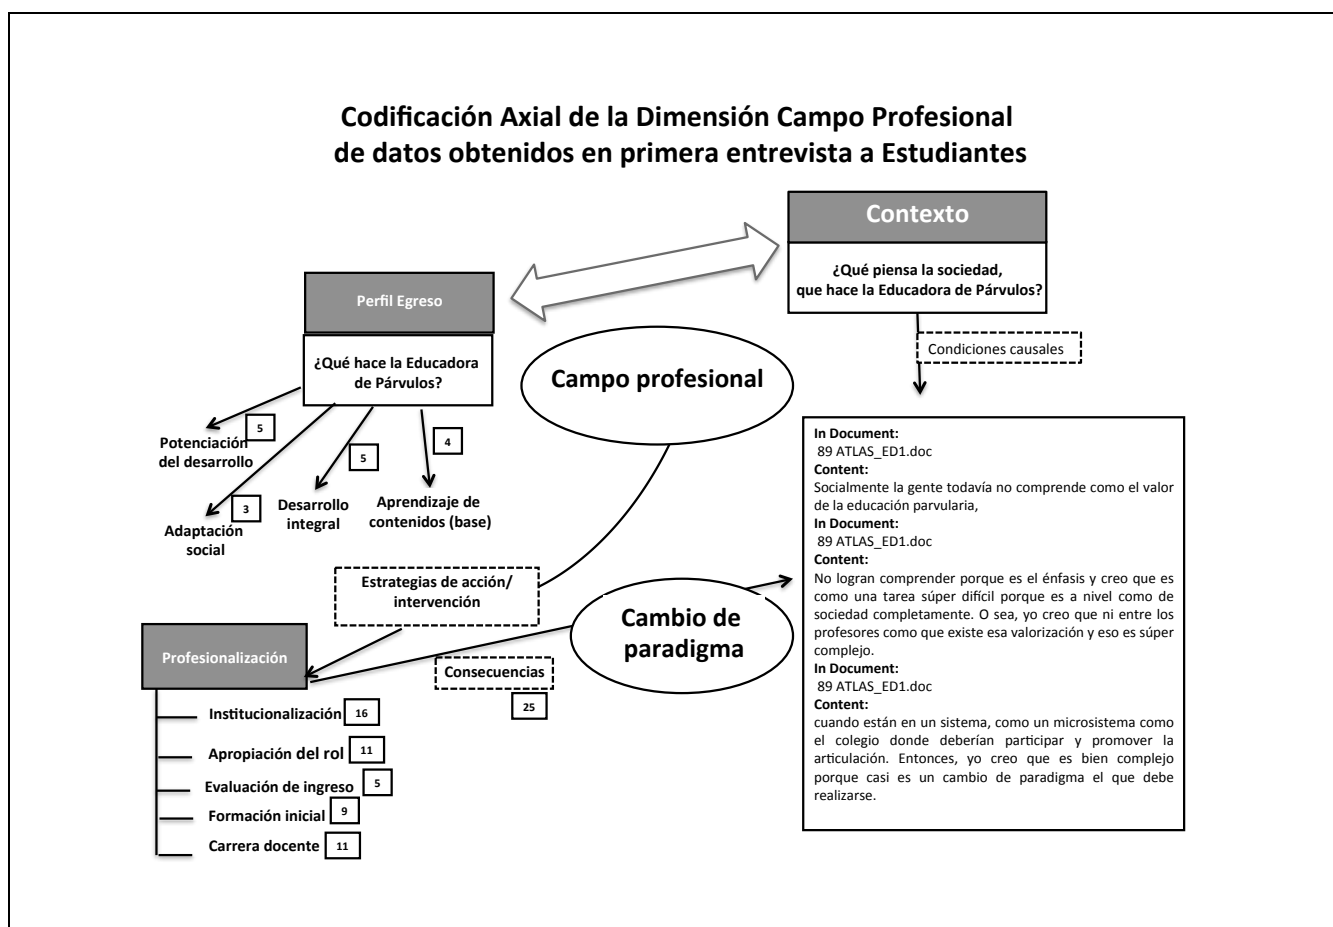 Codificación Axial de la Dimensión Campo Profesional
de datos obtenidos en primera entrevista a Estudiantes
Contexto
¿Qué piensa la sociedad,
que hace la Educadora de Párvulos?
Perfil Egreso
¿Qué hace la Educadora
de Párvulos?
Condiciones causales
Campo profesional
5
Potenciación
del desarrollo
3
Adaptación
social
5
Desarrollo
integral
4
Aprendizaje de
contenidos (base)
Estrategias de acción/
intervención
Cambio de
paradigma
Profesionalización
Consecuencias
25
Institucionalización 16
Apropiación del rol 11
Evaluación de ingreso 5
Formación inicial 9
Carrera docente 11
In Document:
89 ATLAS_ED1.doc
Content:
Socialmente la gente todavía no comprende como el valor
de la educación parvularia,
In Document:
89 ATLAS_ED1.doc
Content:
No logran comprender porque es el énfasis y creo que es
como una tarea súper difícil porque es a nivel como de
sociedad completamente. O sea, yo creo que ni entre los
profesores como que existe esa valorización y eso es súper
complejo.
In Document:
89 ATLAS_ED1.doc
Content:
cuando están en un sistema, como un microsistema como
el colegio donde deberían participar y promover la
articulación. Entonces, yo creo que es bien complejo
porque casi es un cambio de paradigma el que debe
realizarse.